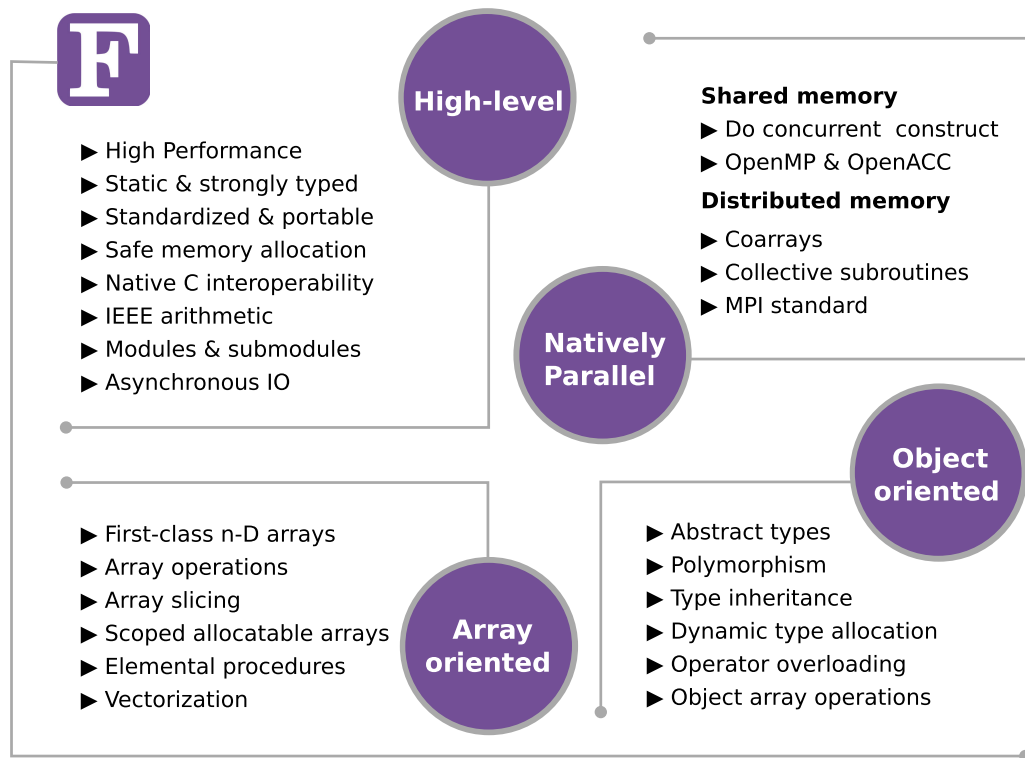 F
High-level
▶ High Performance
▶ Static & strongly typed
▶ Standardized & portable
▶ Safe memory allocation
▶ Native C interoperability
▶ IEEE arithmetic
▶ Modules & submodules
▶ Asynchronous IO
Shared memory
▶ Do concurrent  construct
▶ OpenMP & OpenACC
Distributed memory
▶ Coarrays
▶ Collective subroutines
▶ MPI standard
Natively
Parallel
▶ First-class n-D arrays
▶ Array operations
▶ Array slicing
▶ Scoped allocatable arrays
▶ Elemental procedures
▶ Vectorization
Array
oriented
Object
oriented
▶ Abstract types
▶ Polymorphism
▶ Type inheritance
▶ Dynamic type allocation
▶ Operator overloading
▶ Object array operations